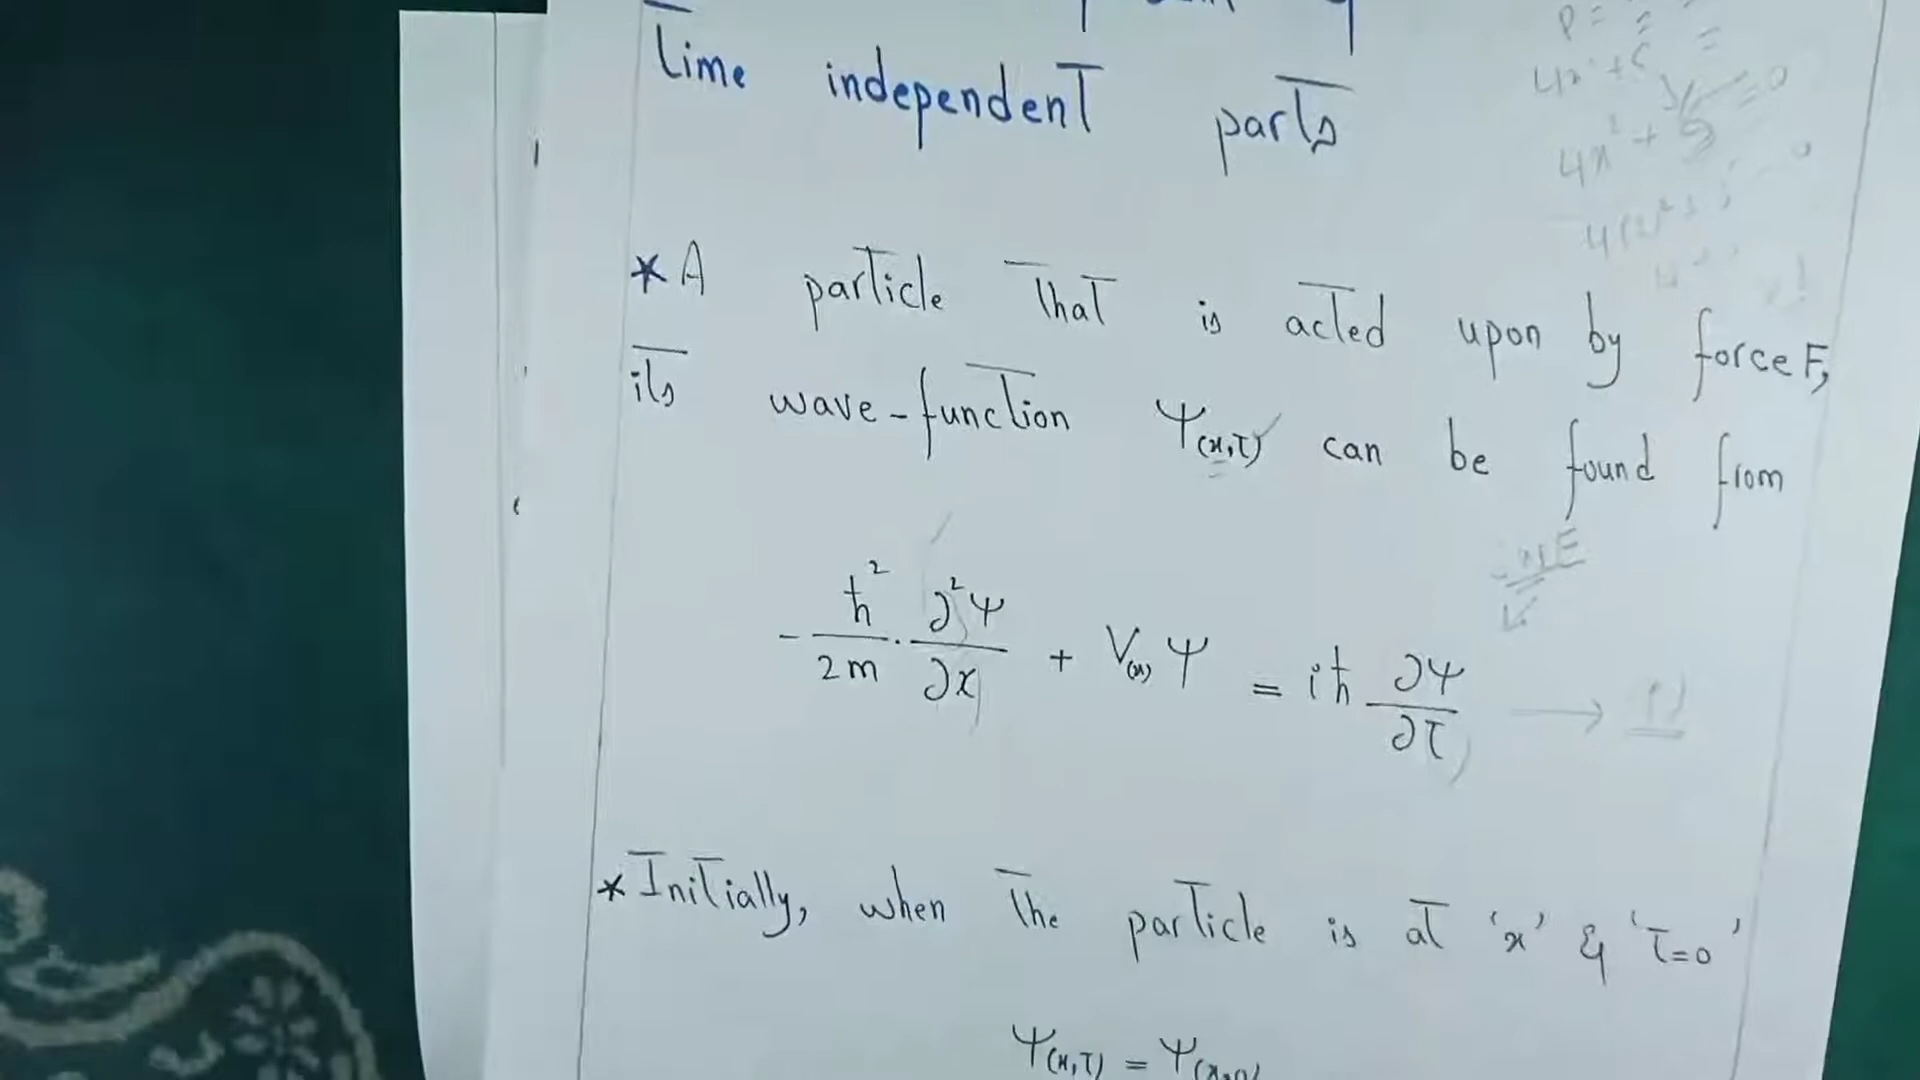 Time independent parts
* A particle that is acted upon by force F,
its wave-function Ψ(x,t) can be found from
- ħ²/2m · ∂²Ψ/∂x + V(x) Ψ = iħ ∂Ψ/∂t → 1)
* Initially, when the particle is at 'x' & 't=0'
Ψ(x,t) = Ψ(x,0)